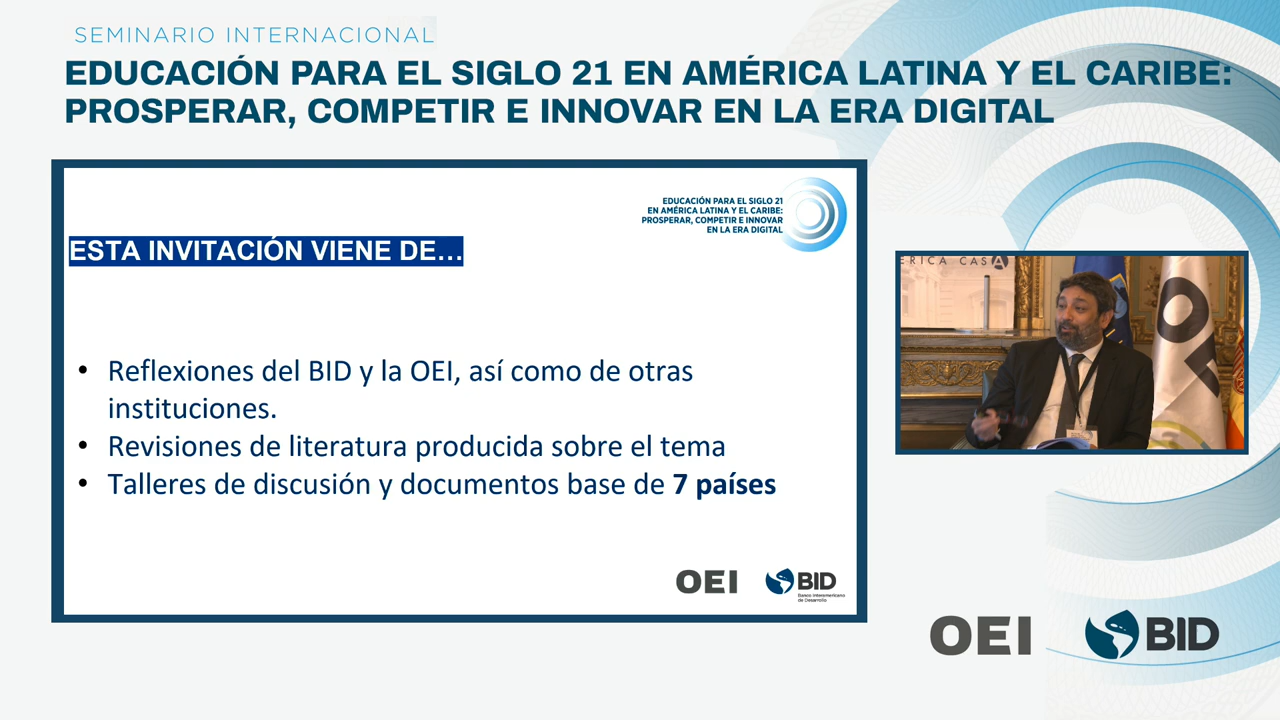 SEMINARIO INTERNACIONAL
EDUCACIÓN PARA EL SIGLO 21 EN AMÉRICA LATINA Y EL CARIBE:
PROSPERAR, COMPETIR E INNOVAR EN LA ERA DIGITAL
EDUCACIÓN PARA EL SIGLO 21
EN AMÉRICA LATINA Y EL CARIBE:
PROSPERAR, COMPETIR E INNOVAR
EN LA ERA DIGITAL
ESTA INVITACIÓN VIENE DE...
• Reflexiones del BID y la OEI, así como de otras
instituciones.
• Revisiones de literatura producida sobre el tema
• Talleres de discusión y documentos base de 7 países
OEI
BID
Banco Interamericano
de Desarrollo
ERICA CASA
OEI
BID